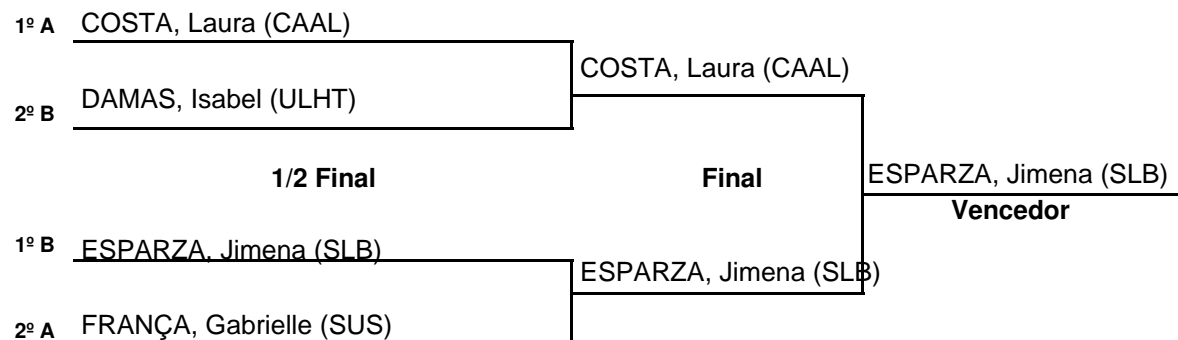 1º A COSTA, Laura (CAAL)
COSTA, Laura (CAAL)
2º B DAMAS, Isabel (ULHT)
1/2 Final Final ESPARZA, Jimena (SLB)
Vencedor
1º B ESPARZA, Jimena (SLB)
ESPARZA, Jimena (SLB)
2º A FRANÇA, Gabrielle (SUS)